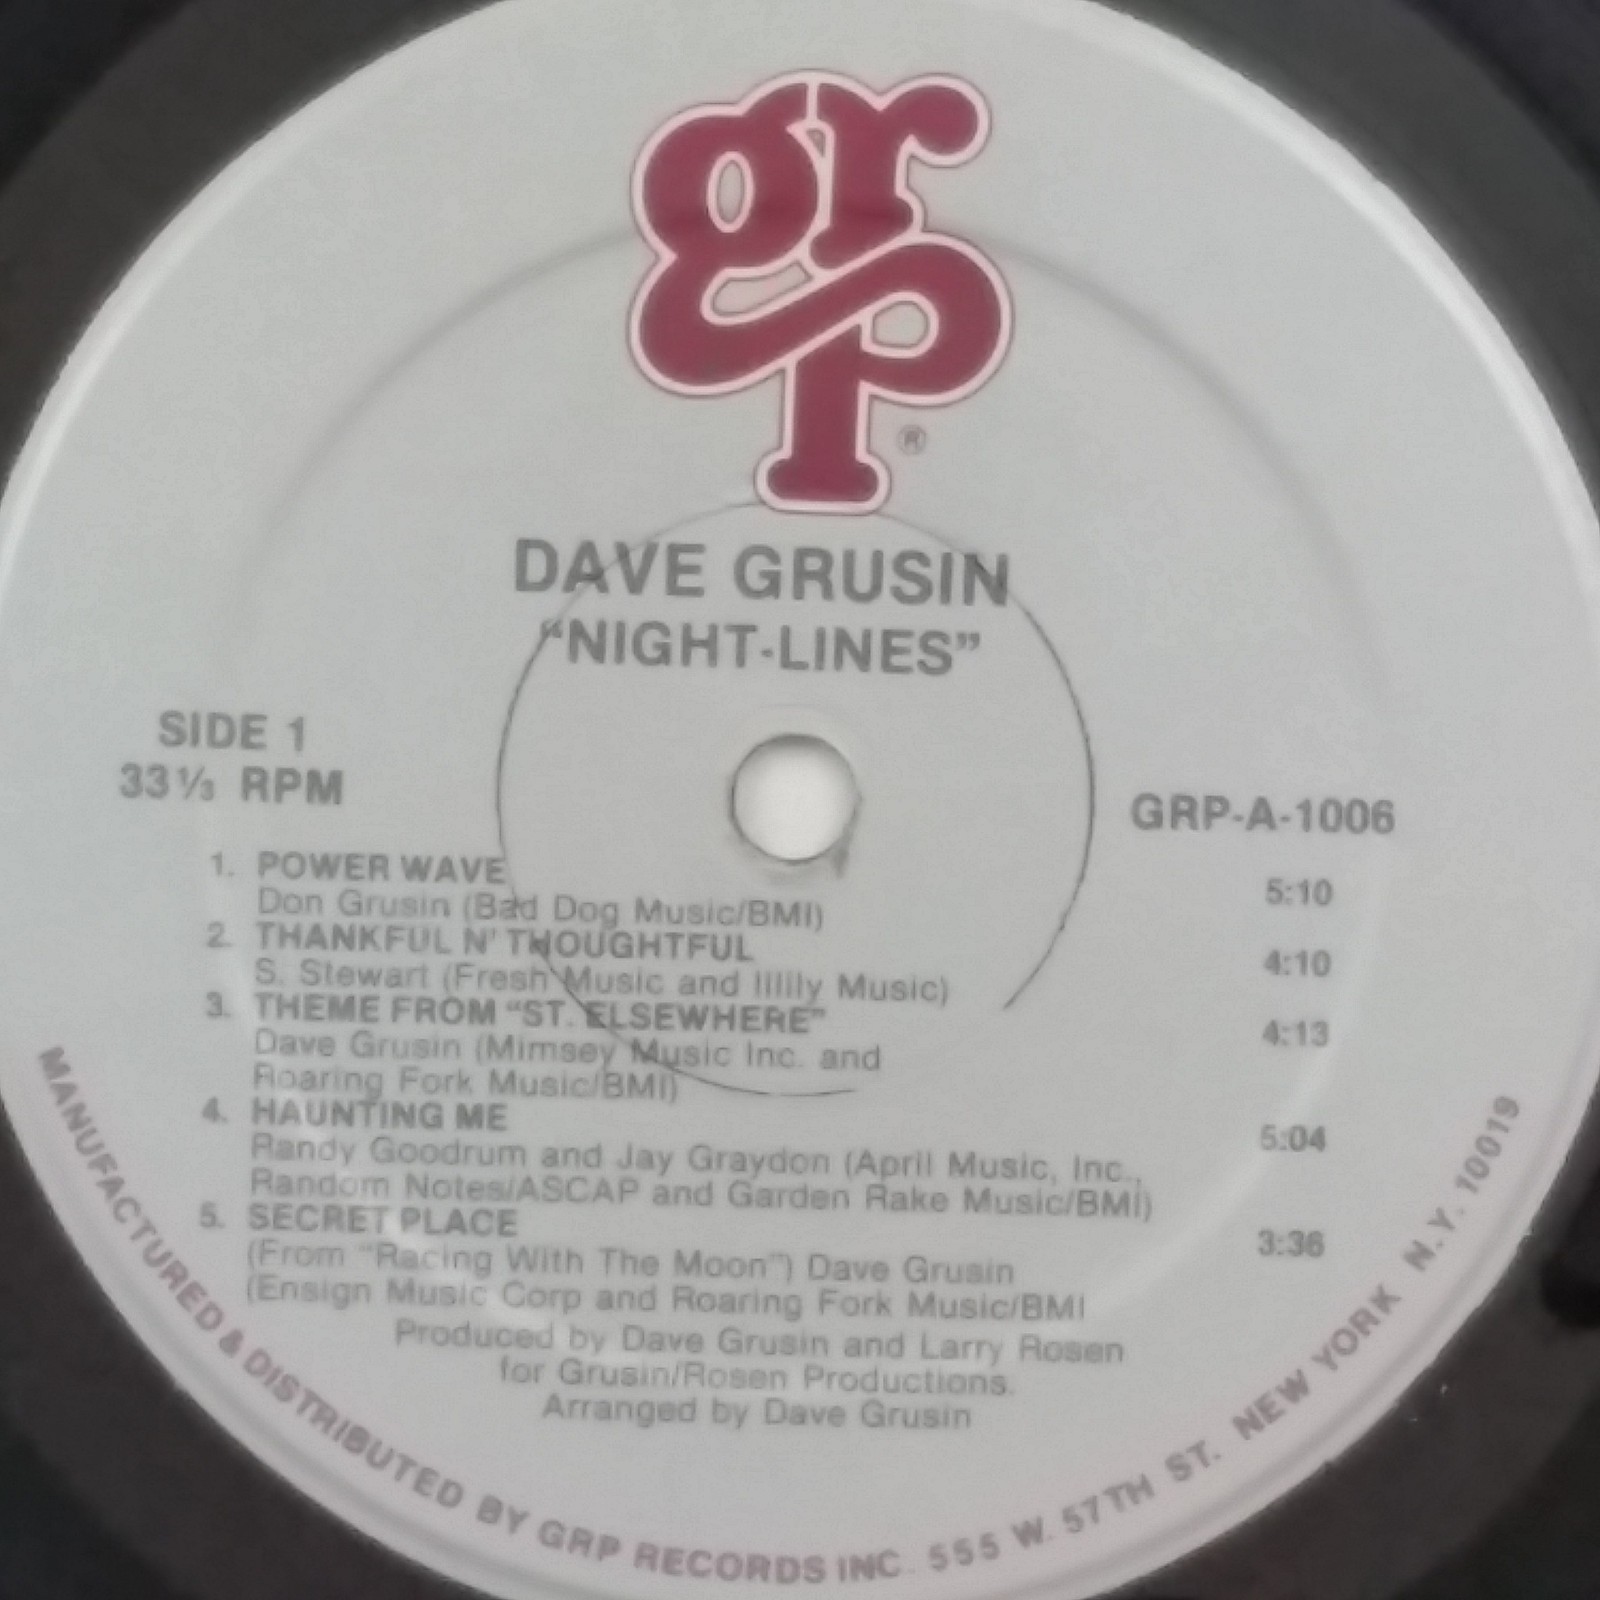 grp
®
DAVE GRUSIN
“NIGHT-LINES”
SIDE 1
33 ⅓ RPM
GRP-A-1006
1. POWER WAVE 5:10
Don Grusin (Bad Dog Music/BMI)
2. THANKFUL N' THOUGHTFUL 4:10
S. Stewart (Fresh Music and Illily Music)
3. THEME FROM “ST. ELSEWHERE” 4:13
Dave Grusin (Mimsey Music Inc. and
Roaring Fork Music/BMI)
4. HAUNTING ME 5:04
Randy Goodrum and Jay Graydon (April Music, Inc.,
Random Notes/ASCAP and Garden Rake Music/BMI)
5. SECRET PLACE 3:36
(From “Racing With The Moon”) Dave Grusin
(Ensign Music Corp and Roaring Fork Music/BMI
Produced by Dave Grusin and Larry Rosen
for Grusin/Rosen Productions.
Arranged by Dave Grusin
MANUFACTURED & DISTRIBUTED BY GRP RECORDS INC. 555 W. 57TH ST. NEW YORK N.Y. 10019